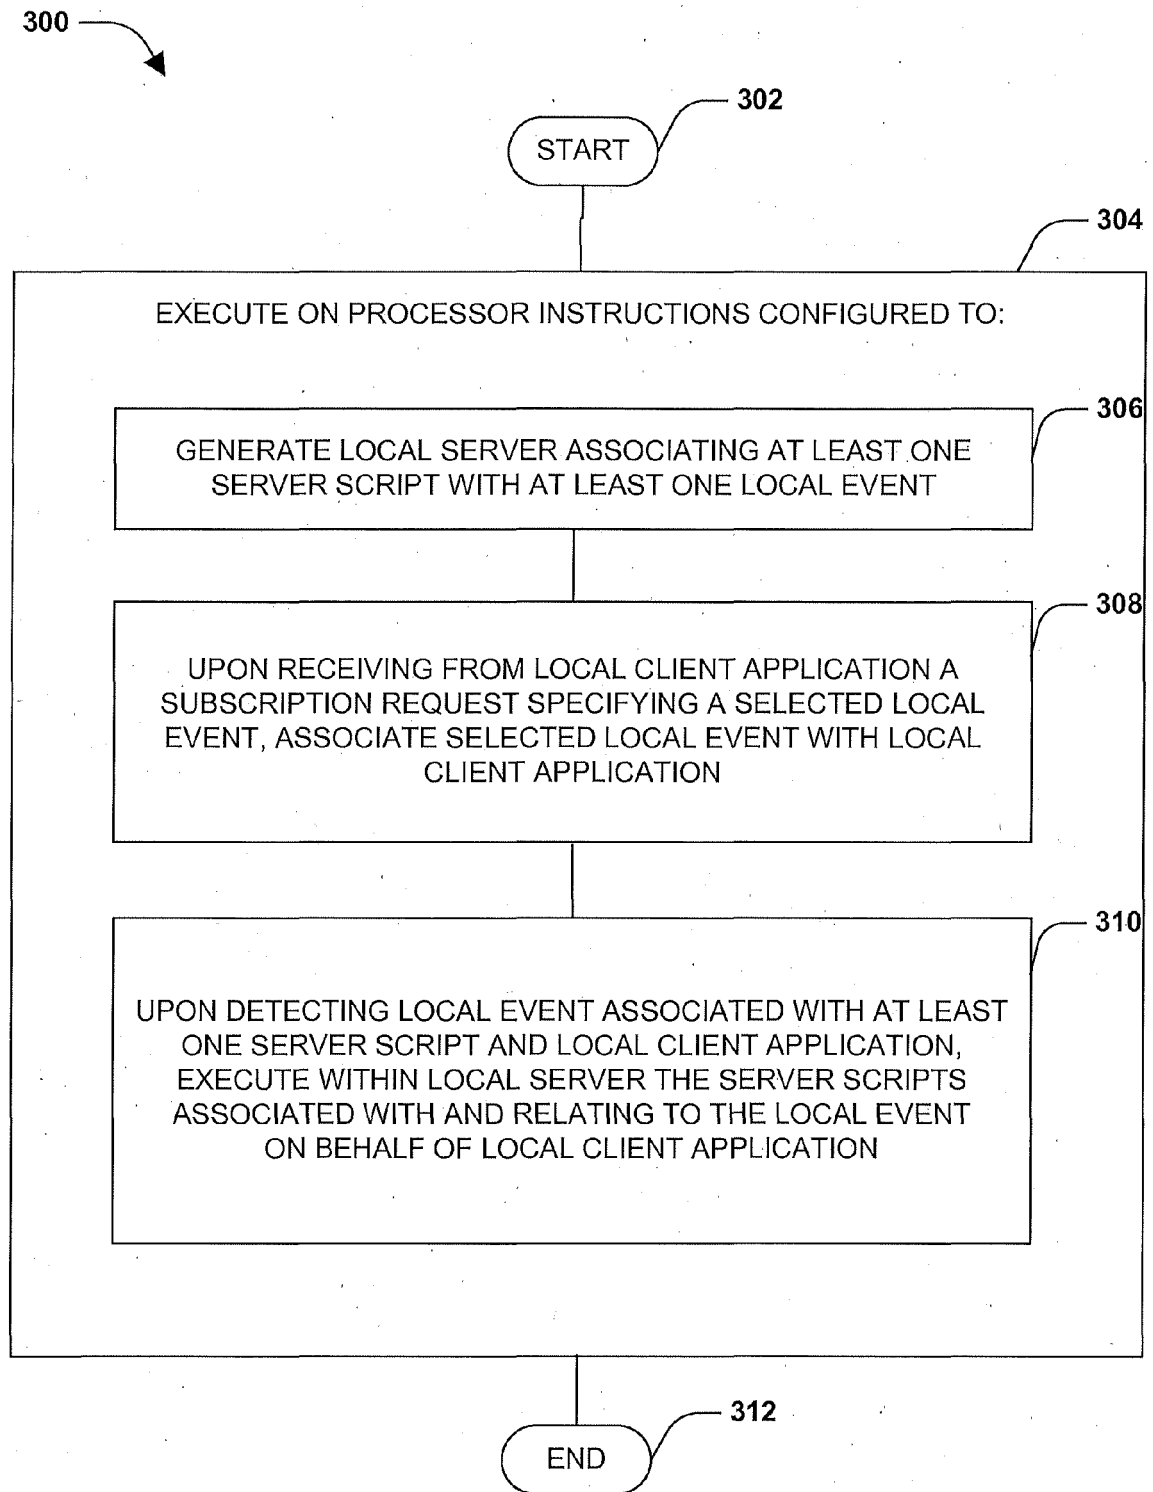 300
302
START
304
EXECUTE ON PROCESSOR INSTRUCTIONS CONFIGURED TO:
306
GENERATE LOCAL SERVER ASSOCIATING AT LEAST ONE
SERVER SCRIPT WITH AT LEAST ONE LOCAL EVENT
308
UPON RECEIVING FROM LOCAL CLIENT APPLICATION A
SUBSCRIPTION REQUEST SPECIFYING A SELECTED LOCAL
EVENT, ASSOCIATE SELECTED LOCAL EVENT WITH LOCAL
CLIENT APPLICATION
310
UPON DETECTING LOCAL EVENT ASSOCIATED WITH AT LEAST
ONE SERVER SCRIPT AND LOCAL CLIENT APPLICATION,
EXECUTE WITHIN LOCAL SERVER THE SERVER SCRIPTS
ASSOCIATED WITH AND RELATING TO THE LOCAL EVENT
ON BEHALF OF LOCAL CLIENT APPLICATION
312
END